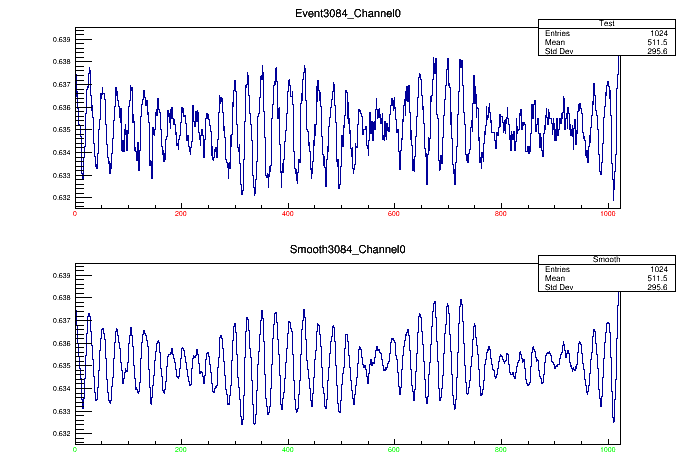 Event3084_Channel0
Test
Entries 1024
Mean 511.5
Std Dev 295.6
0.639
0.638
0.637
0.636
0.635
0.634
0.633
0.632
0 200 400 600 800 1000
Smooth3084_Channel0
Smooth
Entries 1024
Mean 511.5
Std Dev 295.6
0.639
0.638
0.637
0.636
0.635
0.634
0.633
0.632
0 200 400 600 800 1000